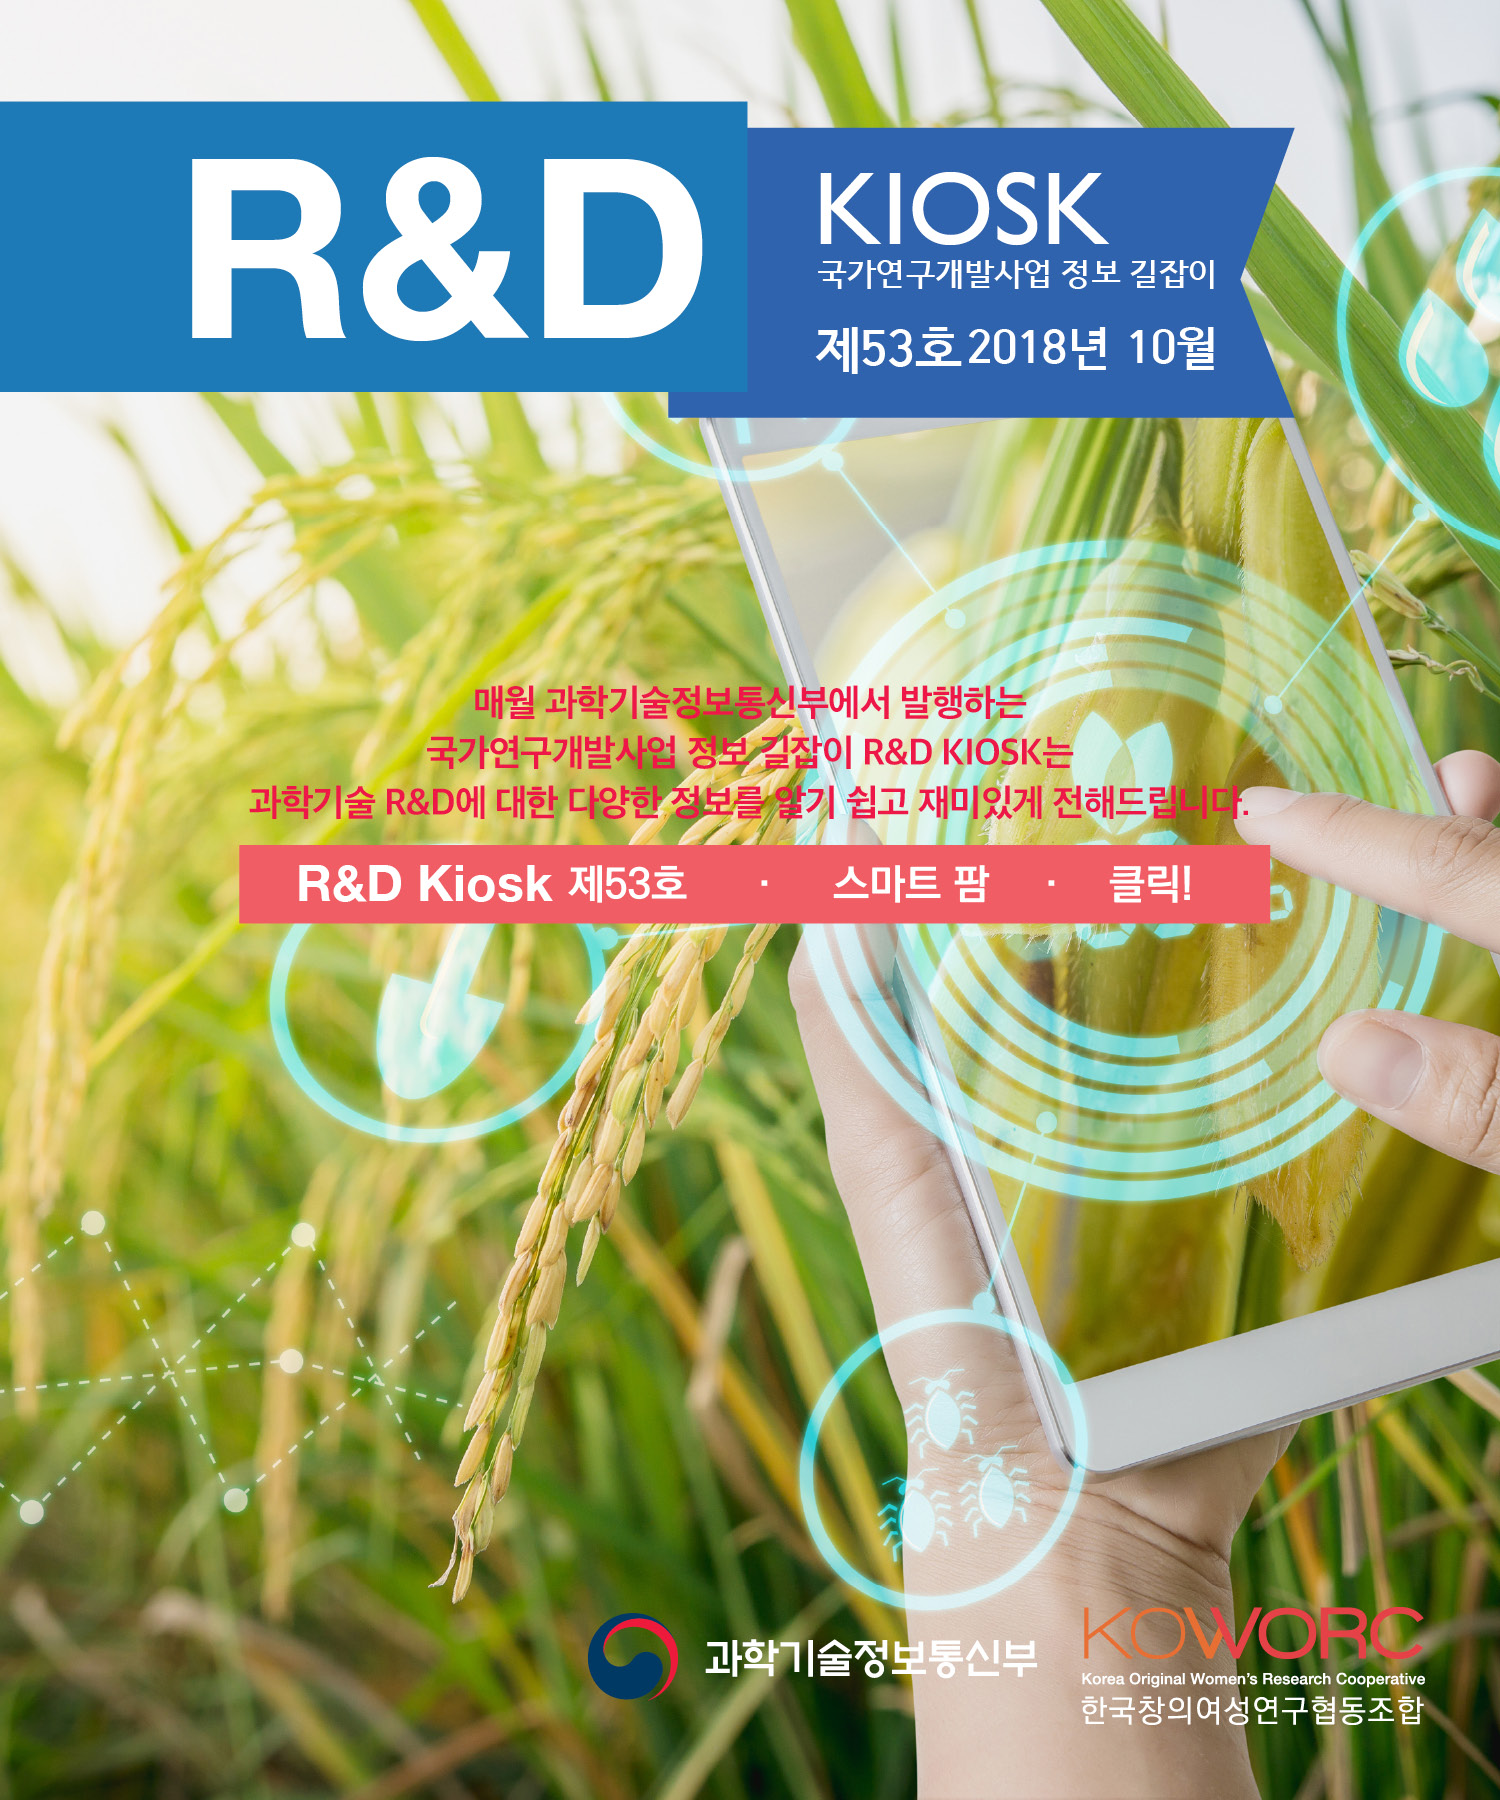 R&D
KIOSK
국가연구개발사업 정보 길잡이
제53호 2018년 10월
매월 과학기술정보통신부에서 발행하는
국가연구개발사업 정보 길잡이 R&D KIOSK는
과학기술 R&D에 대한 다양한 정보를 알기 쉽고 재미있게 전해드립니다.
R&D Kiosk 제53호 · 스마트 팜 · 클릭!
과학기술정보통신부
KOWORC
Korea Original Women's Research Cooperative
한국창의여성연구협동조합